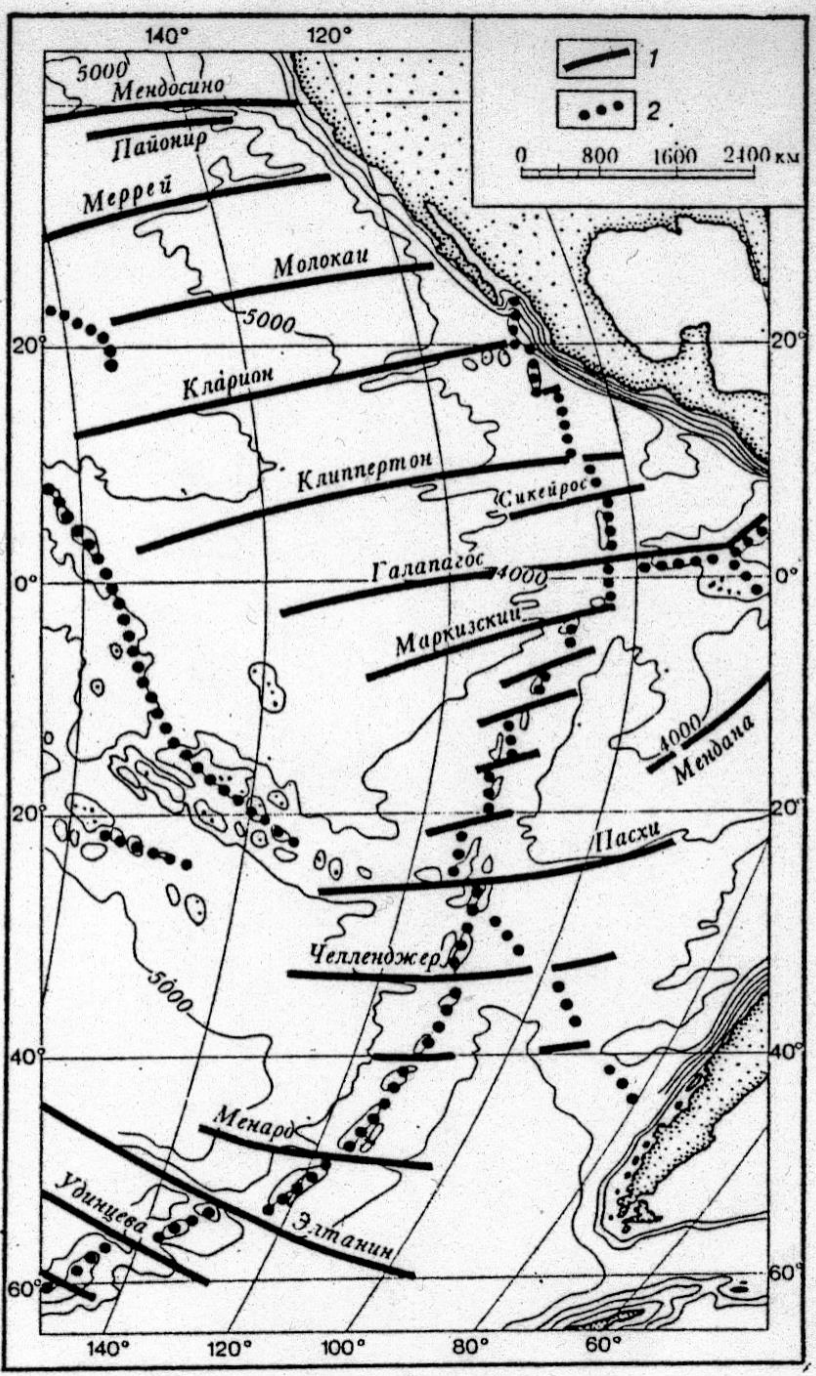 140° 120°
5000
Мендосино
Пайонир
Меррей
Молокаи
5000
1
2
0 800 1600 2400 км
20° 20°
Кларион
Клиппертон
Сикейрос
Галапагос
4000
0° 0°
Маркизский
4000
Мендана
20° 20°
Пасхи
Челленджер
5000
40° 40°
Менард
Удинцева
Элтанин
60° 60°
140° 120° 100° 80° 60°